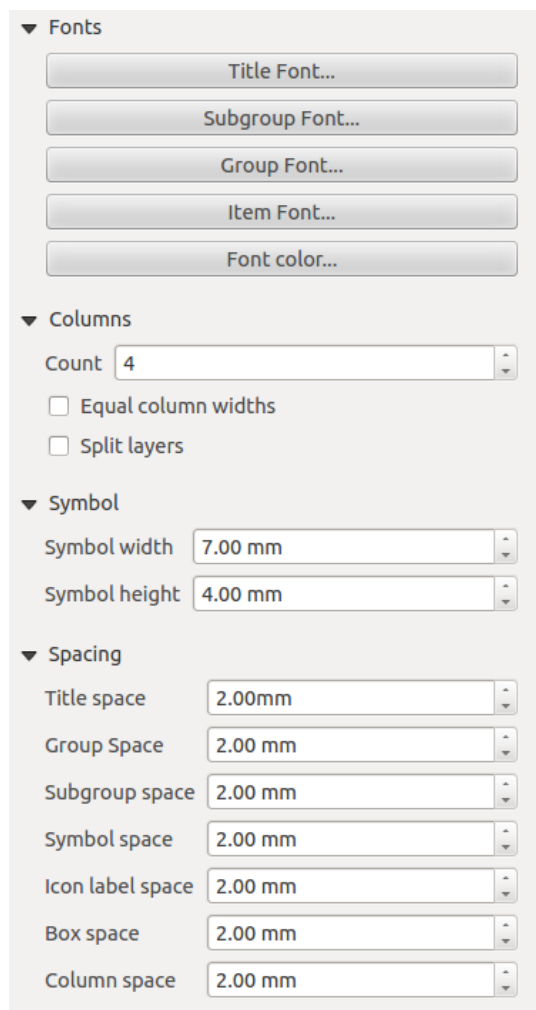 Fonts
Title Font...
Subgroup Font...
Group Font...
Item Font...
Font color...
Columns
Count 4
Equal column widths
Split layers
Symbol
Symbol width 7.00 mm
Symbol height 4.00 mm
Spacing
Title space 2.00mm
Group Space 2.00 mm
Subgroup space 2.00 mm
Symbol space 2.00 mm
Icon label space 2.00 mm
Box space 2.00 mm
Column space 2.00 mm